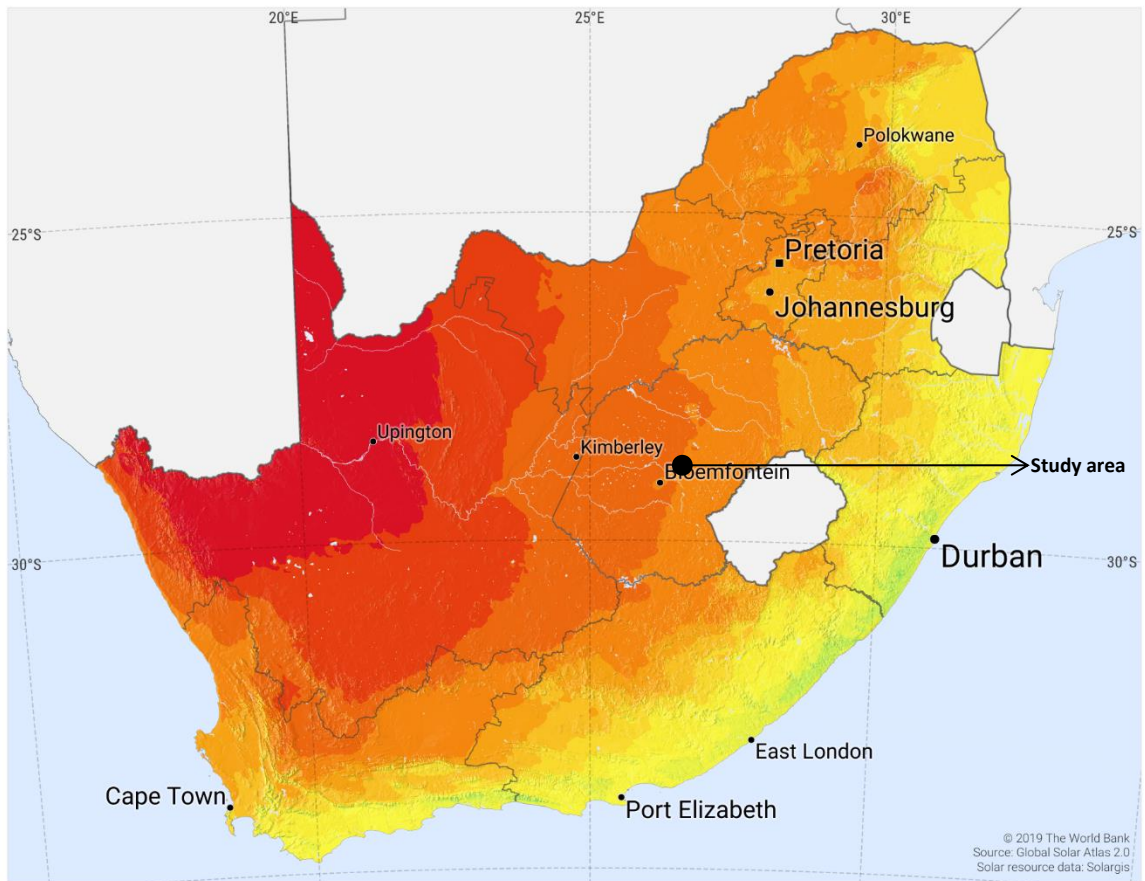 20°E
25°E
30°E
Polokwane
25°S
25°S
Pretoria
Johannesburg
Upington
Kimberley
Bloemfontein
Study area
Durban
30°S
30°S
East London
Cape Town
Port Elizabeth
© 2019 The World Bank
Source: Global Solar Atlas 2.0
Solar resource data: Solargis